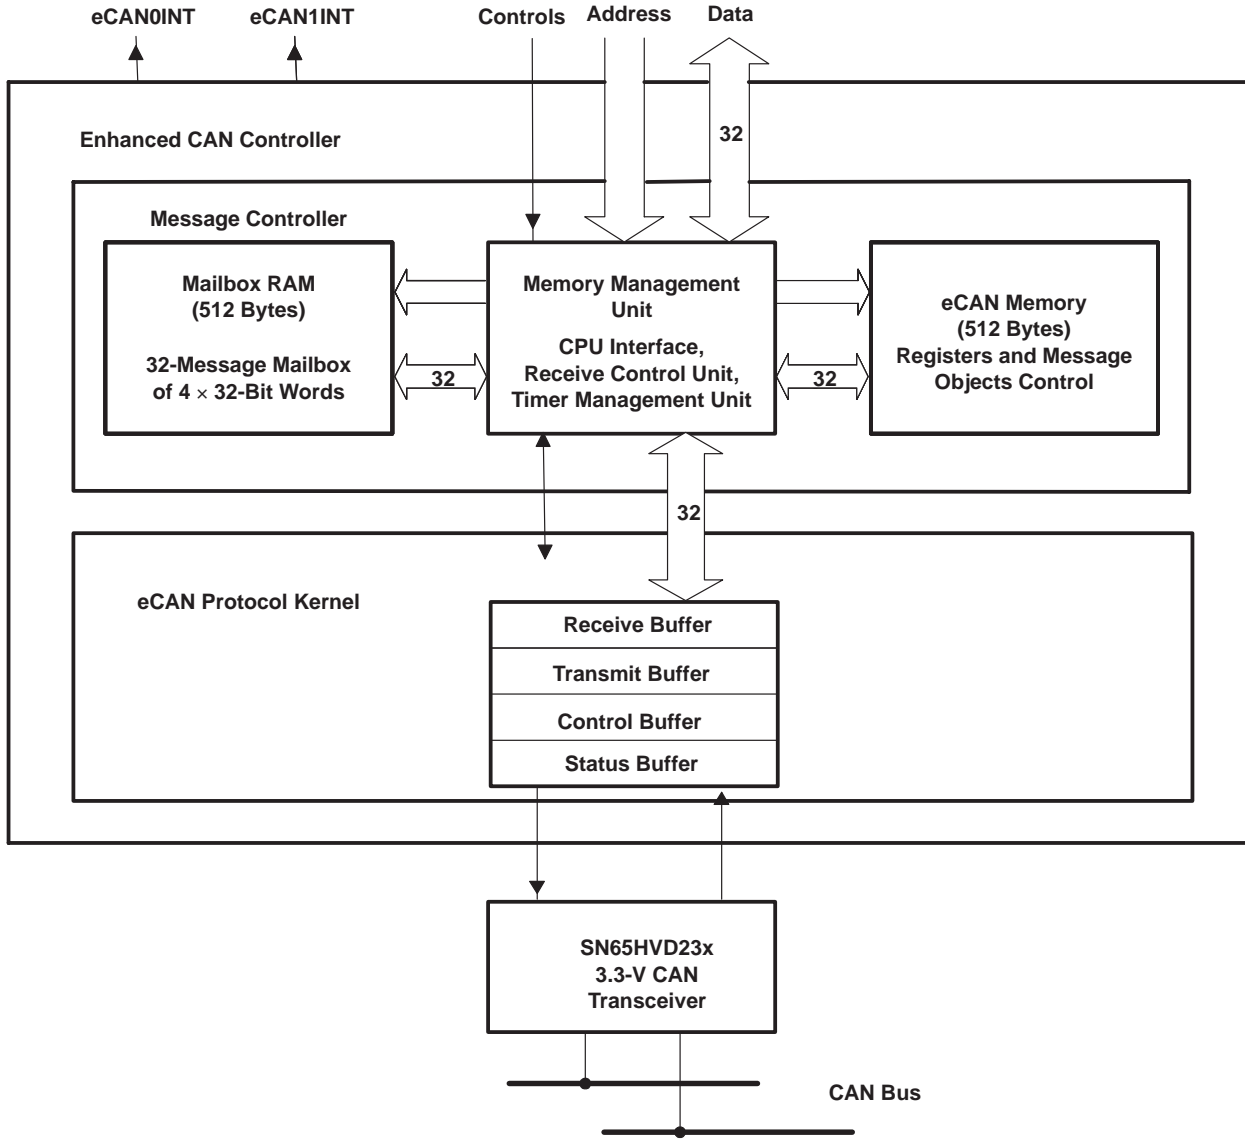 eCAN0INT
eCAN1INT
Controls
Address
Data
32
Enhanced CAN Controller
Message Controller
Mailbox RAM
(512 Bytes)
32-Message Mailbox
of 4 × 32-Bit Words
32
Memory Management
Unit
CPU Interface,
Receive Control Unit,
Timer Management Unit
32
eCAN Memory
(512 Bytes)
Registers and Message
Objects Control
32
eCAN Protocol Kernel
Receive Buffer
Transmit Buffer
Control Buffer
Status Buffer
SN65HVD23x
3.3-V CAN
Transceiver
CAN Bus